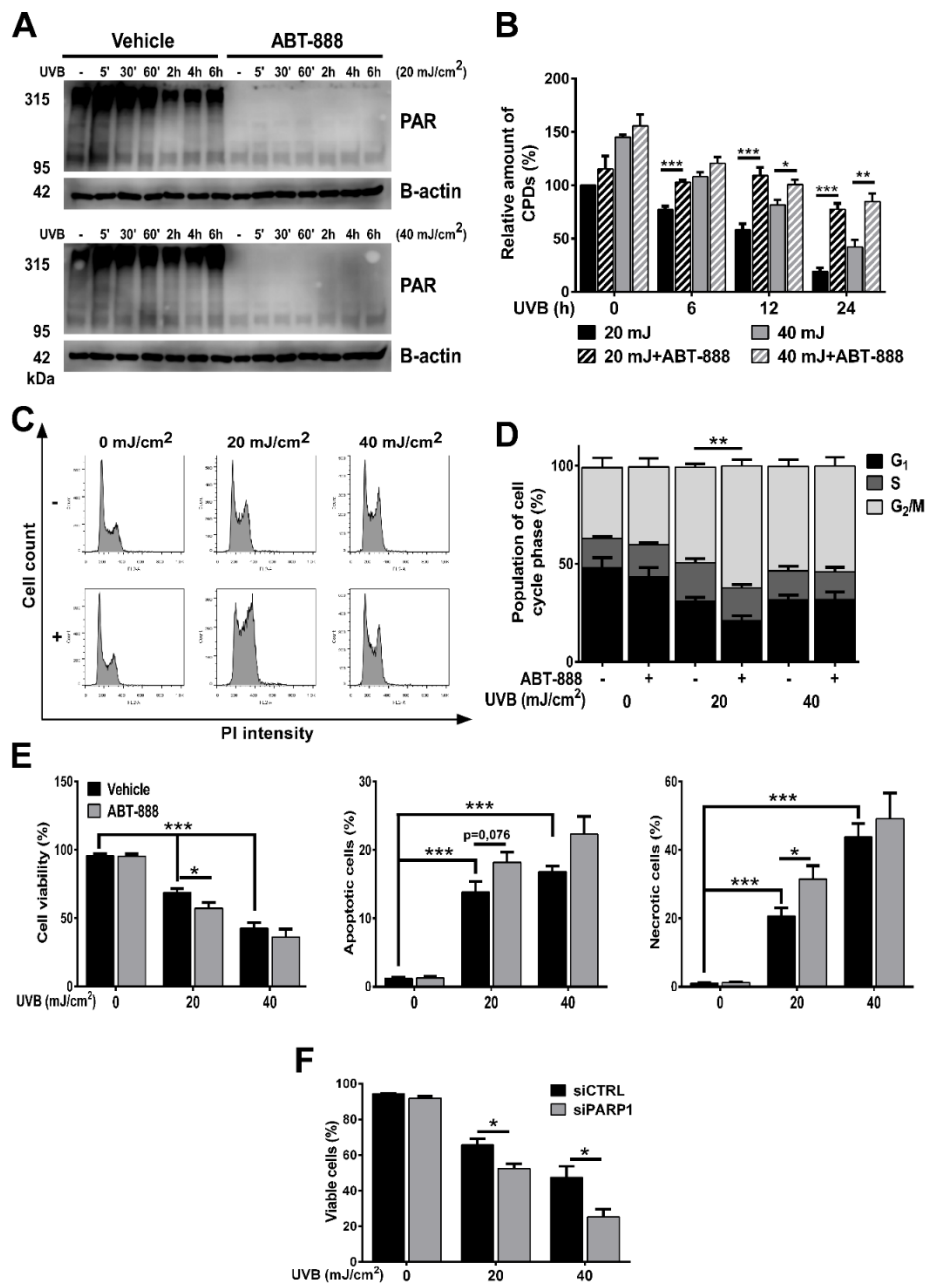 A
Vehicle ABT-888
UVB - 5' 30' 60' 2h 4h 6h - 5' 30' 60' 2h 4h 6h (20 mJ/cm2)
315
PAR
95
42 B-actin
UVB - 5' 30' 60' 2h 4h 6h - 5' 30' 60' 2h 4h 6h (40 mJ/cm2)
315
PAR
95
42 B-actin
kDa
B
Relative amount of
CPDs (%)
200
150
100
50
0
*** *** * *** **
UVB (h) 0 6 12 24
20 mJ 40 mJ
20 mJ+ABT-888 40 mJ+ABT-888
C
0 mJ/cm2 20 mJ/cm2 40 mJ/cm2
-
+
Cell count
PI intensity
D
Population of cell
cycle phase (%)
100
50
0
**
G1
S
G2/M
ABT-888 - + - + - +
UVB (mJ/cm2) 0 20 40
E
Cell viability (%)
150
100
50
0
Vehicle
ABT-888
***
*
UVB (mJ/cm2) 0 20 40
Apoptotic cells (%)
30
20
10
0
***
p=0,076
***
0 20 40
Necrotic cells (%)
60
40
20
0
***
*
***
0 20 40
F
Viable cells (%)
100
80
60
40
20
0
siCTRL
siPARP1
*
*
UVB (mJ/cm2) 0 20 40